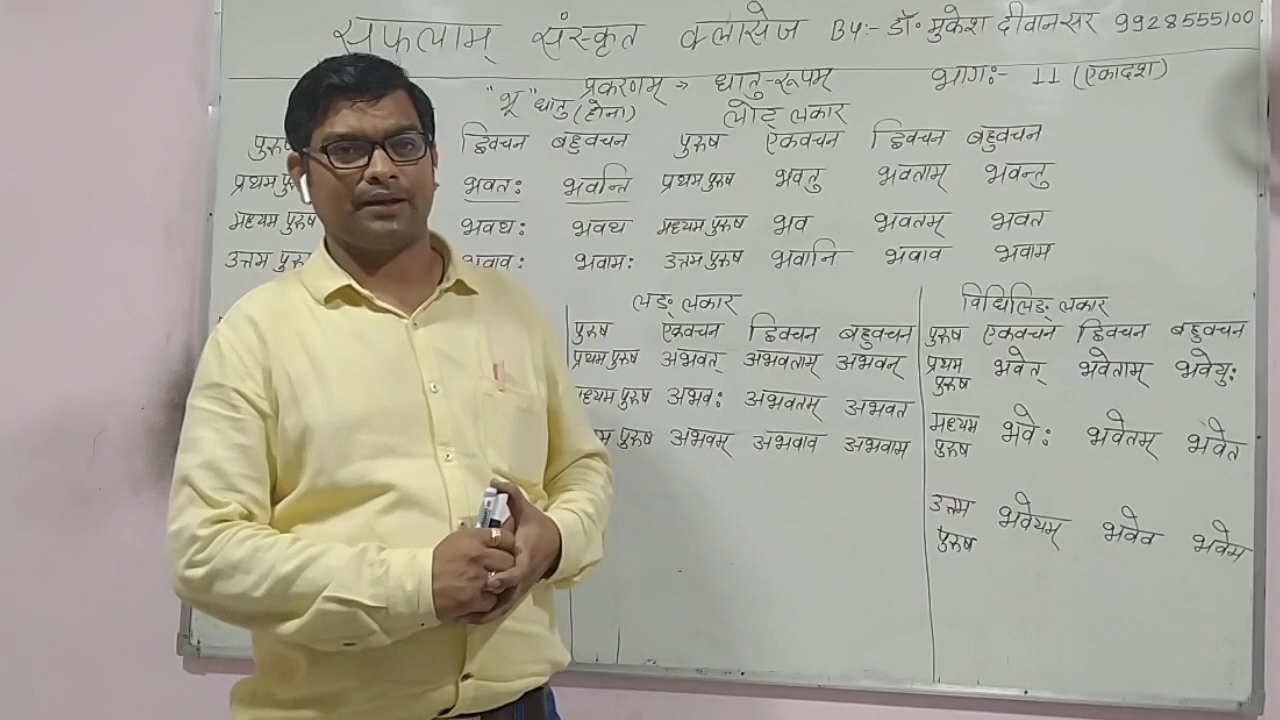 सफलाम् संस्कृत क्लासेज By:- डॉ॰ मुकेश दीवानसर 9928555100
प्रकरणम् → धातु-रूपम् भाग:- 11 (एकादश)
"भू" धातु (होना) लोट् लकार
द्विवचन बहुवचन
भवत: भवन्ति
मध्यम पुरुष भवथ: भवथ
भवाव: भवाम:
पुरुष एकवचन द्विवचन बहुवचन
प्रथम पुरुष भवतु भवताम् भवन्तु
मध्यम पुरुष भव भवतम् भवत
उत्तम पुरुष भवानि भवाव भवाम
लङ् लकार
पुरुष एकवचन द्विवचन बहुवचन
प्रथम पुरुष अभवत् अभवताम् अभवन्
पुरुष अभव: अभवतम् अभवत
पुरुष अभवम् अभवाव अभवाम
विधिलिङ् लकार
पुरुष एकवचन द्विवचन बहुवचन
प्रथम पुरुष भवेत् भवेताम् भवेयु:
मध्यम पुरुष भवे: भवेतम् भवेत
उत्तम पुरुष भवेयम् भवेव भवेम